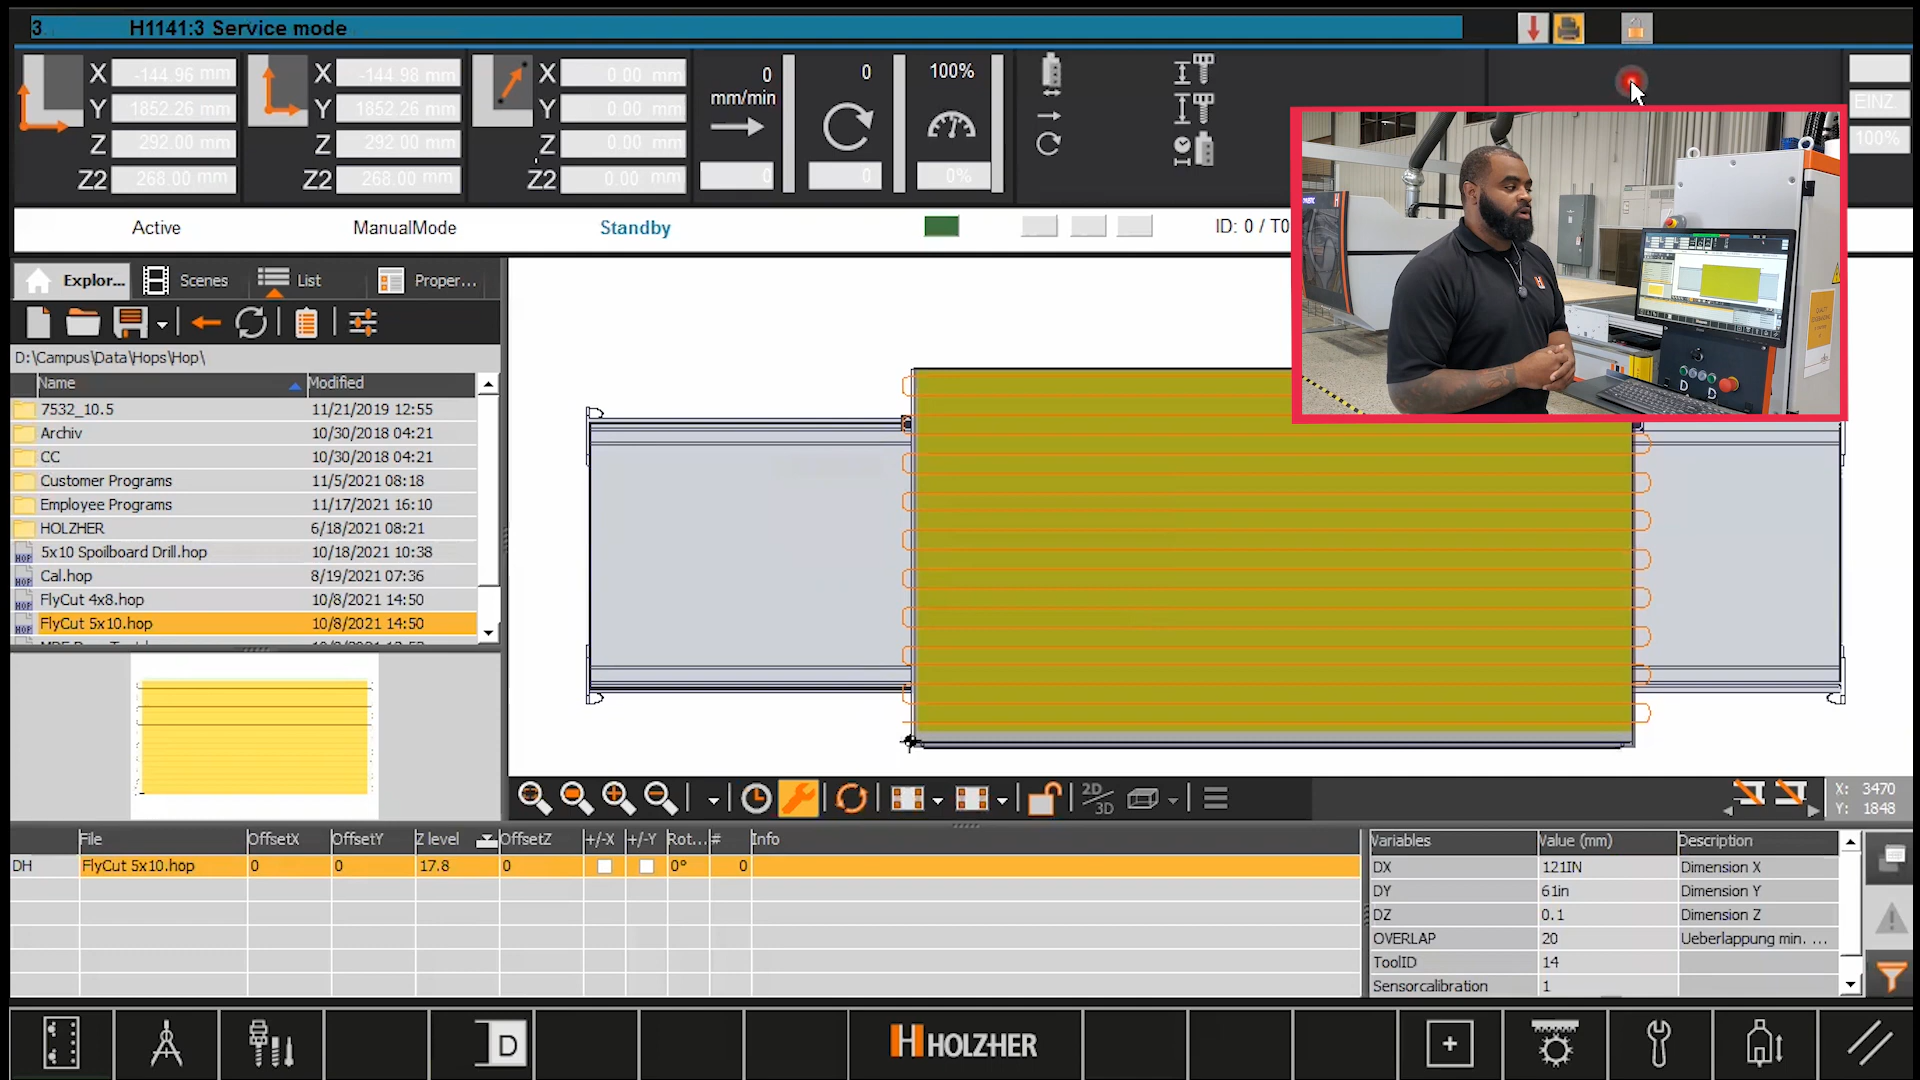 3.
H1141:3 Service mode
X -144.96 mm
Y 1852.26 mm
Z 292.00 mm
Z2 268.00 mm
X -144.98 mm
Y 1852.26 mm
Z 292.00 mm
Z2 268.00 mm
X 0.00 mm
Y 0.00 mm
Z 0.00 mm
Z2 0.00 mm
0
mm/min
0
0
0
100%
0%
EINZ.
100%
Active
ManualMode
Standby
ID: 0 / T0
Explor...
Scenes
List
Proper...
D:\Campus\Data\Hops\Hop\
Name Modified
7532_10.5 11/21/2019 12:55
Archiv 10/30/2018 04:21
CC 10/30/2018 04:21
Customer Programs 11/5/2021 08:18
Employee Programs 11/17/2021 16:10
HOLZHER 6/18/2021 08:21
5x10 Spoilboard Drill.hop 10/18/2021 10:38
Cal.hop 8/19/2021 07:36
FlyCut 4x8.hop 10/8/2021 14:50
FlyCut 5x10.hop 10/8/2021 14:50
2D/3D
X: 3470
Y: 1848
File OffsetX OffsetY Z level OffsetZ +/-X +/-Y Rot... # Info
DH FlyCut 5x10.hop 0 0 17.8 0 0° 0
Variables Value (mm) Description
DX 121IN Dimension X
DY 61in Dimension Y
DZ 0.1 Dimension Z
OVERLAP 20 Ueberlappung min. ...
ToolID 14
Sensorcalibration 1
D
H HOLZHER